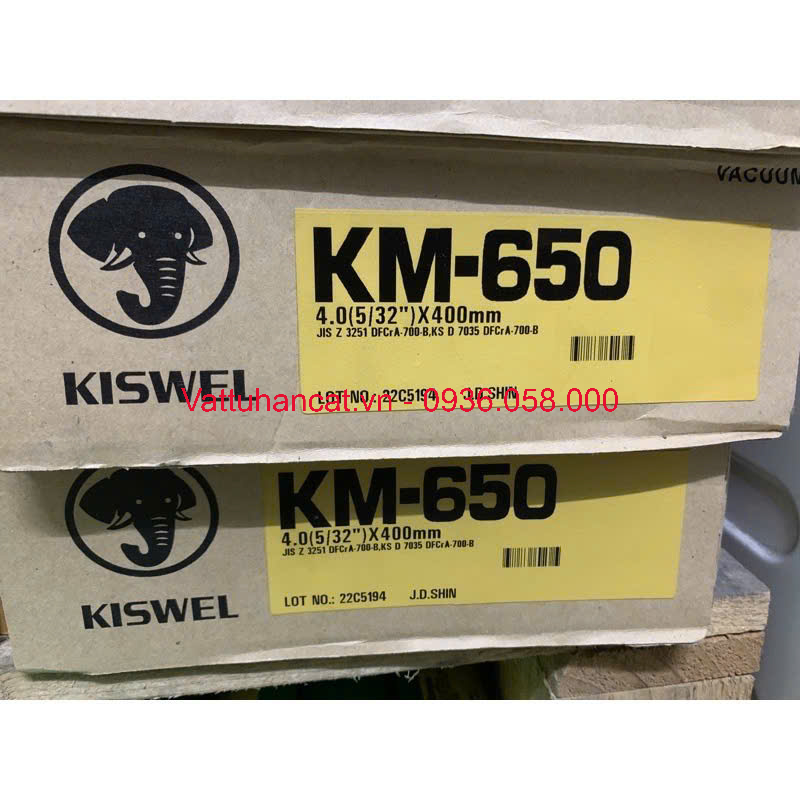 VACUUM
KM-650
4.0(5/32")X400mm
JIS Z 3251 DFCrA-700-B,KS D 7035 DFCrA-700-B
LOT NO.: 22C5194 J.D.SHIN
KISWEL
Vattuhancat.vn - 0936.058.000
KM-650
4.0(5/32")X400mm
JIS Z 3251 DFCrA-700-B,KS D 7035 DFCrA-700-B
LOT NO.: 22C5194 J.D.SHIN
KISWEL